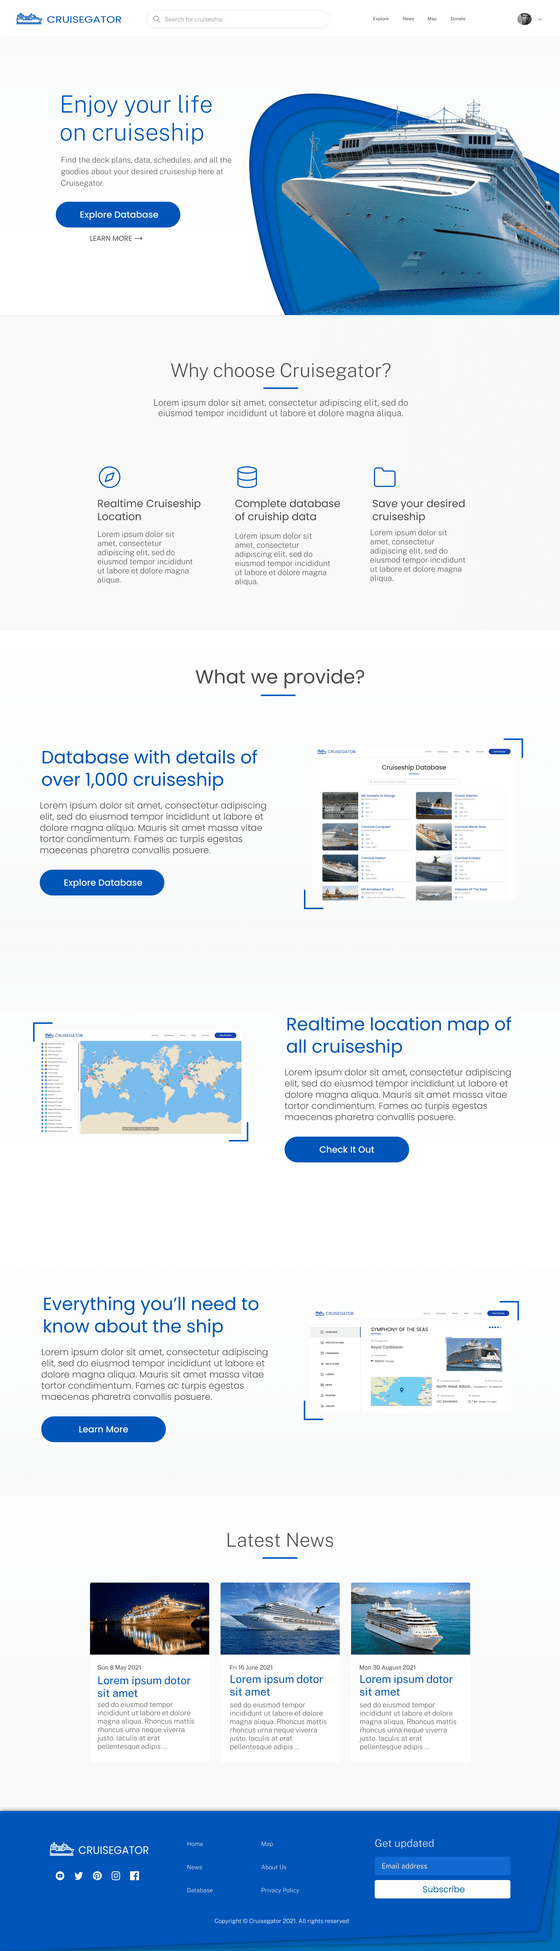 CRUISEGATOR
Search for cruiseship
Explore
News
Map
Donate
Enjoy your life
on cruiseship
Find the deck plans, data, schedules, and all the
goodies about your desired cruiseship here at
Cruisegator.
Explore Database
LEARN MORE →
Why choose Cruisegator?
Lorem ipsum dolor sit amet, consectetur adipiscing elit, sed do
eiusmod tempor incididunt ut labore et dolore magna
aliqua.
Realtime Cruiseship
Location
Lorem ipsum dolor sit
amet, consectetur
adipiscing elit, sed do
eiusmod tempor incididunt
ut labore et dolore magna
aliqua.
Complete database
of cruiship data
Lorem ipsum dolor sit
amet, consectetur
adipiscing elit, sed do
eiusmod tempor incididunt
ut labore et dolore magna
aliqua.
Save your desired
cruiseship
Lorem ipsum dolor sit
amet, consectetur
adipiscing elit, sed do
eiusmod tempor incididunt
ut labore et dolore magna
aliqua.
What we provide?
Database with details of
over 1,000 cruiseship
Lorem ipsum dolor sit amet, consectetur adipiscing
elit, sed do eiusmod tempor incididunt ut labore et
dolore magna aliqua. Mauris sit amet massa vitae
tortor condimentum. Fames ac turpis egestas
maecenas pharetra convallis posuere.
Explore Database
CRUISEGATOR
Cruiseship Database
Ocean Atlantic
Carnival Conquest
Carnival Ecstasy
CRUISEGATOR
Realtime location map of
all cruiseship
Lorem ipsum dolor sit amet, consectetur adipiscing
elit, sed do eiusmod tempor incididunt ut labore et
dolore magna aliqua. Mauris sit amet massa vitae
tortor condimentum. Fames ac turpis egestas
maecenas pharetra convallis posuere.
Check It Out
Everything you'll need to
know about the ship
Lorem ipsum dolor sit amet, consectetur adipiscing
elit, sed do eiusmod tempor incididunt ut labore et
dolore magna aliqua. Mauris sit amet massa vitae
tortor condimentum. Fames ac turpis egestas
maecenas pharetra convallis posuere.
Learn More
CRUISEGATOR
SYMPHONY OF THE SEAS
Royal Caribbean
North West Atlant...
Latest News
Sun 8 May 2021
Lorem ipsum dotor
sit amet
sed do eiusmod tempor
incididunt ut labore et dolore
magna aliqua. Rhoncus mattis
rhoncus urna neque viverra
justo. Iaculis at erat
pellentesque adipis ...
Fri 16 June 2021
Lorem ipsum dotor
sit amet
sed do eiusmod tempor
incididunt ut labore et dolore
magna aliqua. Rhoncus mattis
rhoncus urna neque viverra
justo. Iaculis at erat
pellentesque adipis ...
Mon 30 August 2021
Lorem ipsum dotor
sit amet
sed do eiusmod tempor
incididunt ut labore et dolore
magna aliqua. Rhoncus mattis
rhoncus urna neque viverra
justo. Iaculis at erat
pellentesque adipis ...
CRUISEGATOR
Home
News
Database
Map
About Us
Privacy Policy
Get updated
Email address
Subscribe
Copyright © Cruisegator 2021. All rights reserved